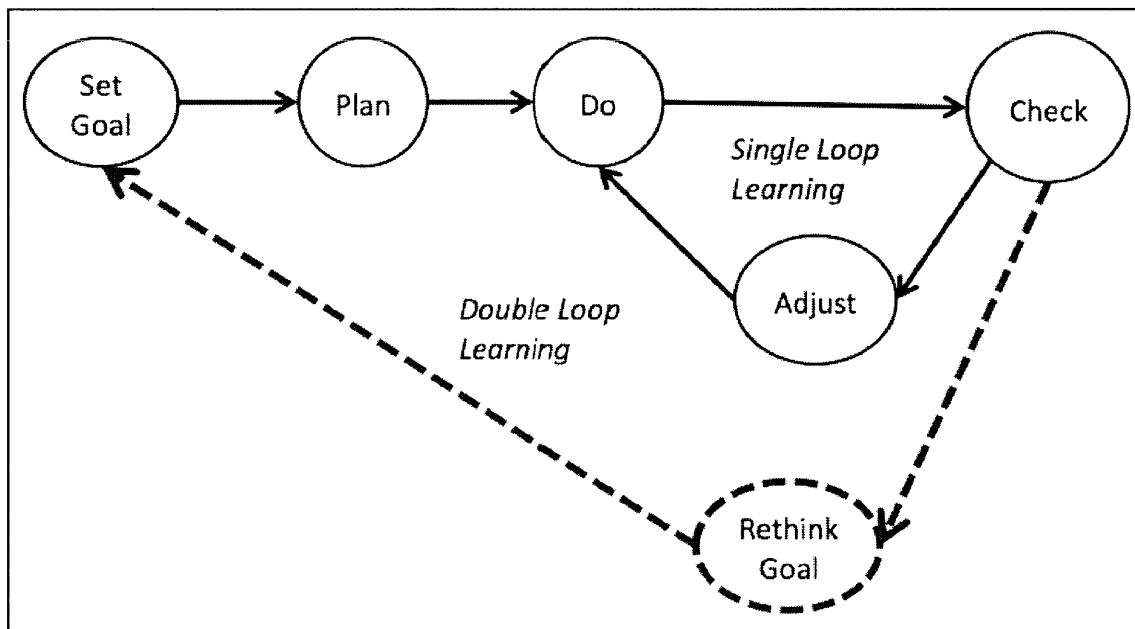 Set
Goal
Plan
Do
Check
Single Loop
Learning
Adjust
Double Loop
Learning
Rethink
Goal